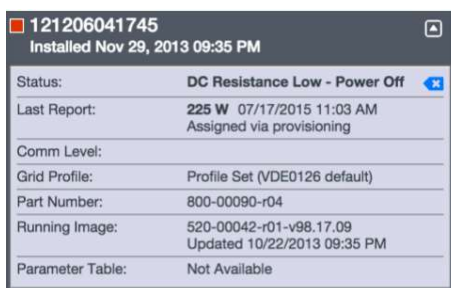 121206041745
Installed Nov 29, 2013 09:35 PM
Status: DC Resistance Low - Power Off
Last Report: 225 W 07/17/2015 11:03 AM
Assigned via provisioning
Comm Level:
Grid Profile: Profile Set (VDE0126 default)
Part Number: 800-00090-r04
Running Image: 520-00042-r01-v98.17.09
Updated 10/22/2013 09:35 PM
Parameter Table: Not Available